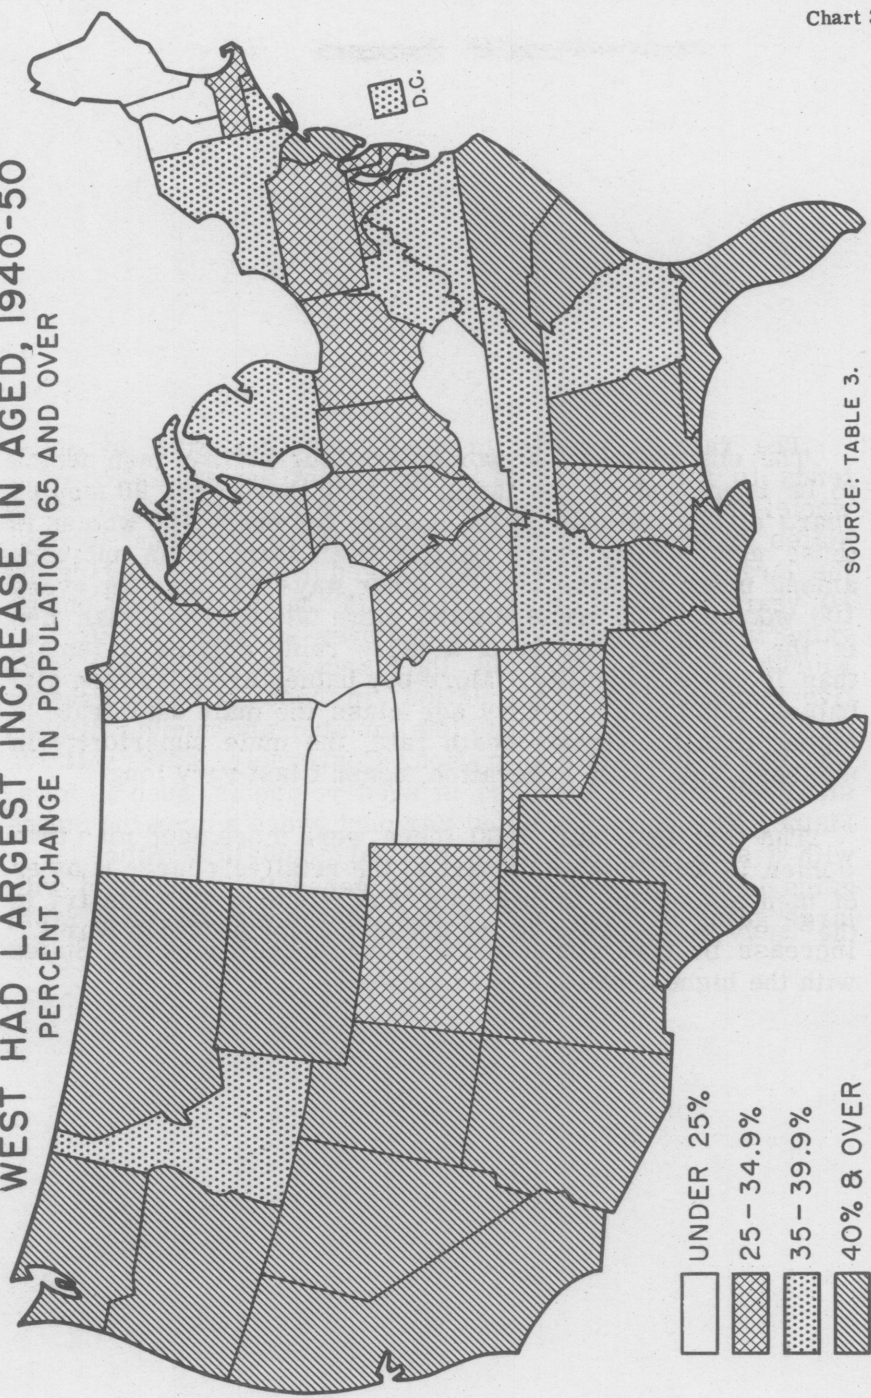 Chart 3
WEST HAD LARGEST INCREASE IN AGED, 1940-50
PERCENT CHANGE IN POPULATION 65 AND OVER
D.C.
UNDER 25%
25-34.9%
35-39.9%
40% & OVER
SOURCE: TABLE 3.